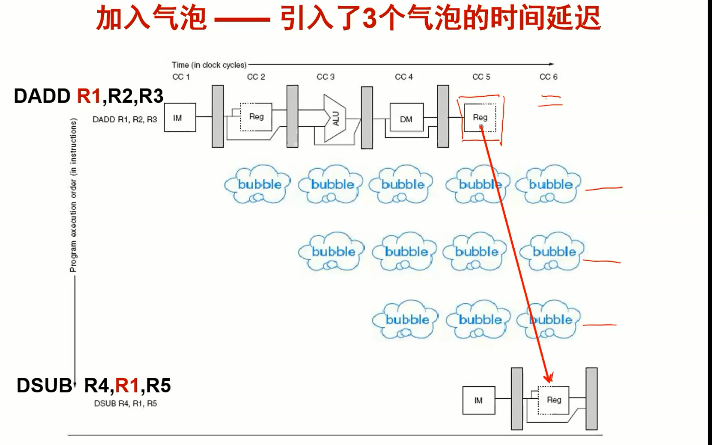 加入气泡 —— 引入了3个气泡的时间延迟
Time (in clock cycles)
CC 1 CC 2 CC 3 CC 4 CC 5 CC 6
DADD R1,R2,R3
DADD R1, R2, R3
IM Reg ALU DM Reg
Program execution order (in instructions)
bubble bubble bubble bubble bubble
bubble bubble bubble bubble
bubble bubble bubble
DSUB R4,R1,R5
DSUB R4, R1, R5
IM Reg